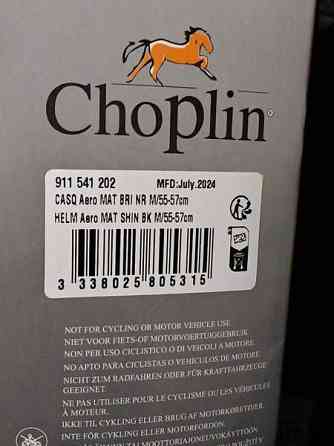 Choplin
911 541 202 MFD:July.2024
CASQ Aero MAT BRI NR M/55-57cm
HELM Aero MAT SHIN BK M/55-57cm
3 338025 805315
NOT FOR CYCLING OR MOTOR VEHICLE USE
NIET VOOR FIETS-OF MOTORVOERTUIGGEBRUIK.
NON PER USO CICLISTICO O DI VEICOLI A MOTORE.
NO APTO PARA CICLISTAS O VEHÍCULOS DE MOTOR.
NICHT ZUM RADFAHREN ODER FÜR KRAFTFAHRZEUGE
GEEIGNET.
NE PAS UTILISER POUR LE CYCLISME OU LES VÉHICULES
À MOTEUR.
IKKE TIL CYKLING ELLER BRUG AF MOTORKØRETØJER.
INTE FÖR CYKLING ELLER MOTORFORDON.